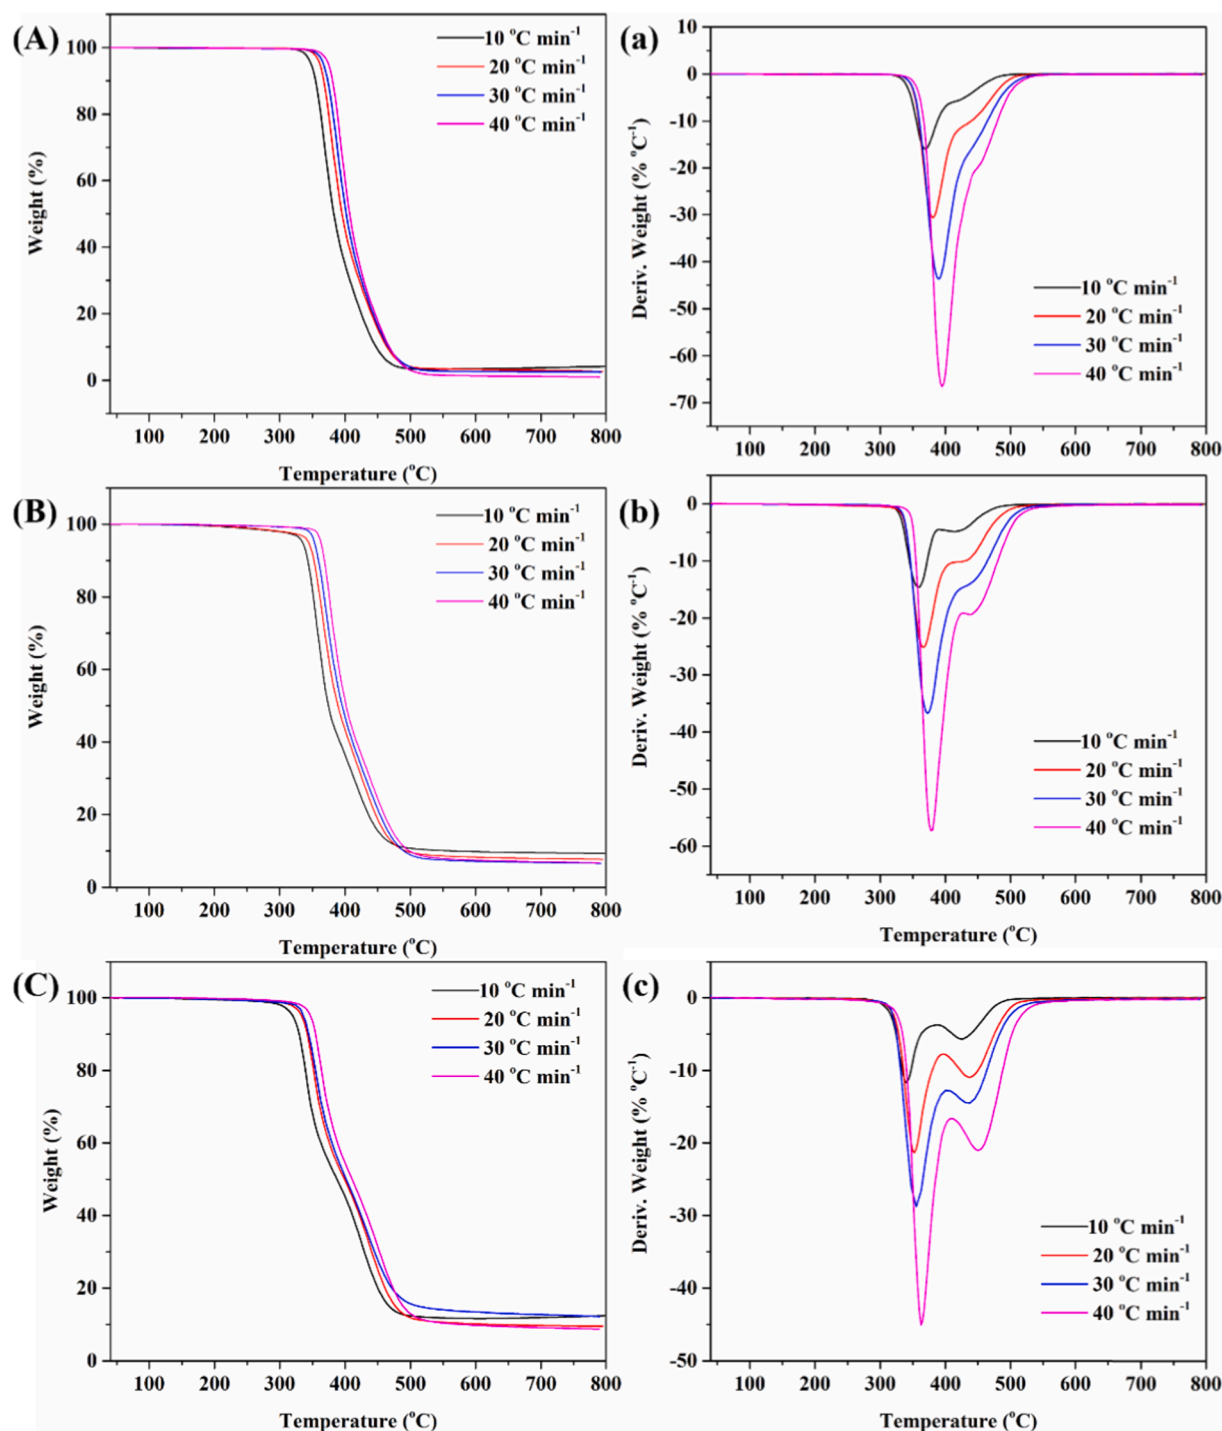 (A)
10 °C min⁻¹
20 °C min⁻¹
30 °C min⁻¹
40 °C min⁻¹
100
80
60
40
20
0
Weight (%)
100 200 300 400 500 600 700 800
Temperature (°C)
(a)
10
0
-10
-20
-30
-40
-50
-60
-70
Deriv. Weight (% °C⁻¹)
10 °C min⁻¹
20 °C min⁻¹
30 °C min⁻¹
40 °C min⁻¹
100 200 300 400 500 600 700 800
Temperature (°C)
(B)
10 °C min⁻¹
20 °C min⁻¹
30 °C min⁻¹
40 °C min⁻¹
100
80
60
40
20
0
Weight (%)
100 200 300 400 500 600 700 800
Temperature (°C)
(b)
0
-10
-20
-30
-40
-50
-60
Deriv. Weight (% °C⁻¹)
10 °C min⁻¹
20 °C min⁻¹
30 °C min⁻¹
40 °C min⁻¹
100 200 300 400 500 600 700 800
Temperature (°C)
(C)
10 °C min⁻¹
20 °C min⁻¹
30 °C min⁻¹
40 °C min⁻¹
100
80
60
40
20
0
Weight (%)
100 200 300 400 500 600 700 800
Temperature (°C)
(c)
0
-10
-20
-30
-40
-50
Deriv. Weight (% °C⁻¹)
10 °C min⁻¹
20 °C min⁻¹
30 °C min⁻¹
40 °C min⁻¹
100 200 300 400 500 600 700 800
Temperature (°C)